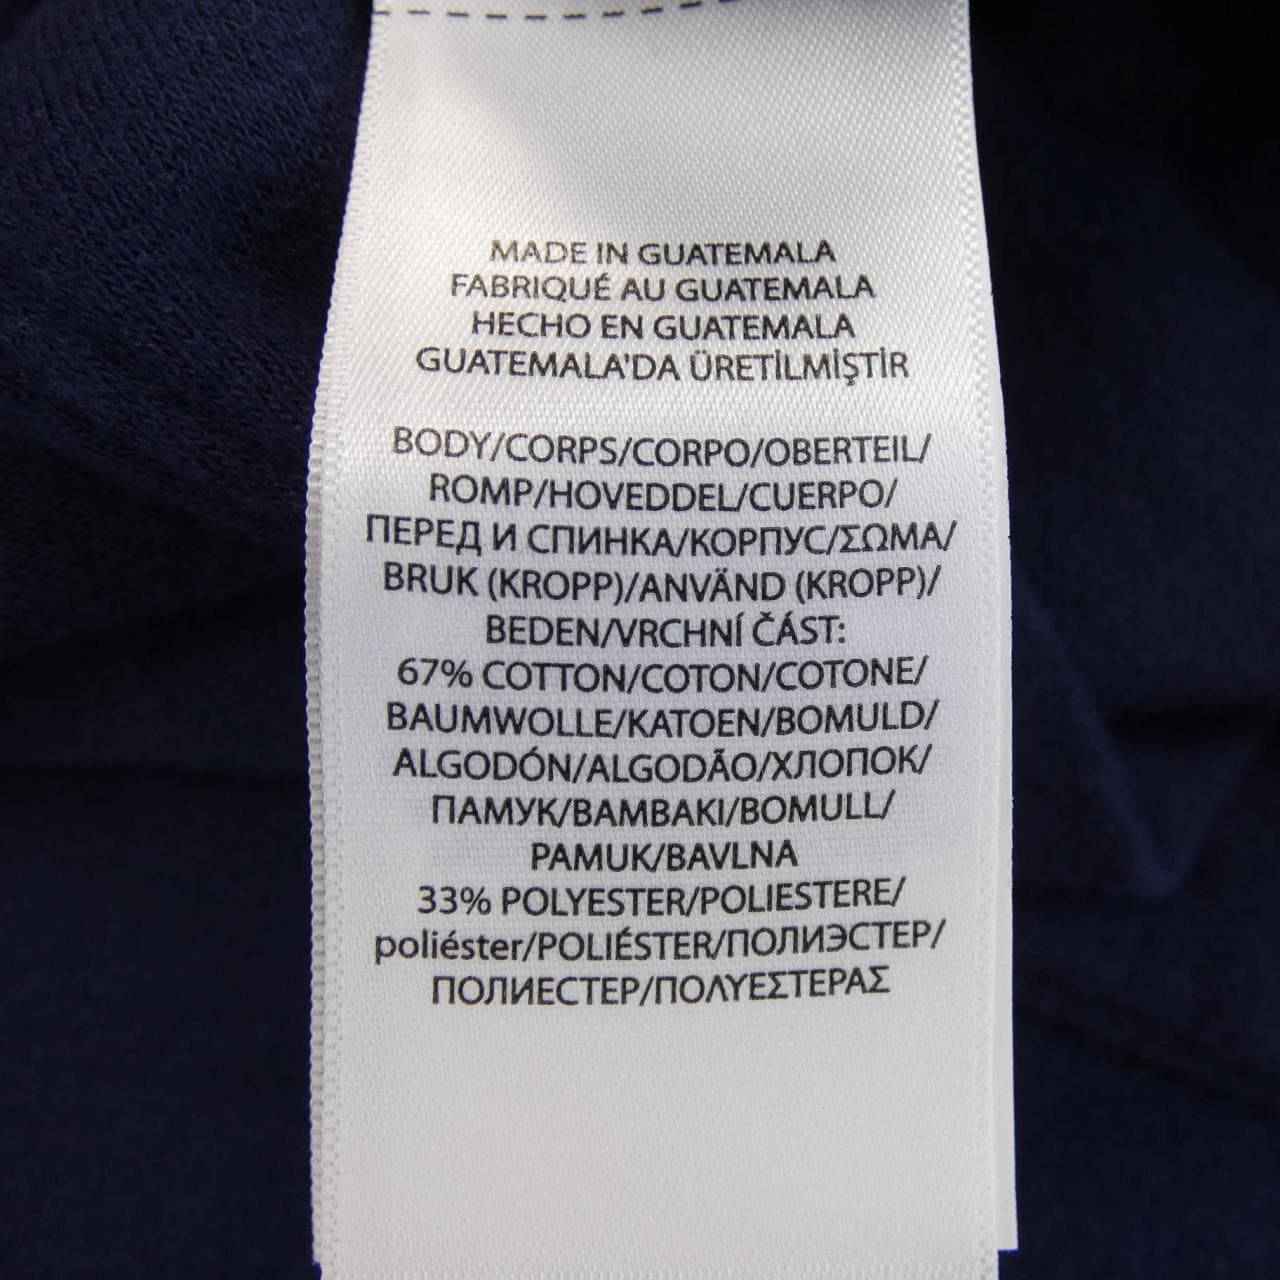 MADE IN GUATEMALA
FABRIQUÉ AU GUATEMALA
HECHO EN GUATEMALA
GUATEMALA'DA ÜRETİLMİŞTİR
BODY/CORPS/CORPO/OBERTEIL/
ROMP/HOVEDDEL/CUERPO/
ПЕРЕД И СПИНКА/КОРПУС/ΣΩΜΑ/
BRUK (KROPP)/ANVÄND (KROPP)/
BEDEN/VRCHNÍ ČÁST:
67% COTTON/COTON/COTONE/
BAUMWOLLE/KATOEN/BOMULD/
ALGODÓN/ALGODÃO/ХЛОПОК/
ПАМУК/ΒΑΜΒΑΚΙ/BOMULL/
PAMUK/BAVLNA
33% POLYESTER/POLIESTERE/
poliéster/POLIÉSTER/ПОЛИЭСТЕР/
ПОЛИЕСТЕР/ΠΟΛΥΕΣΤΕΡΑΣ